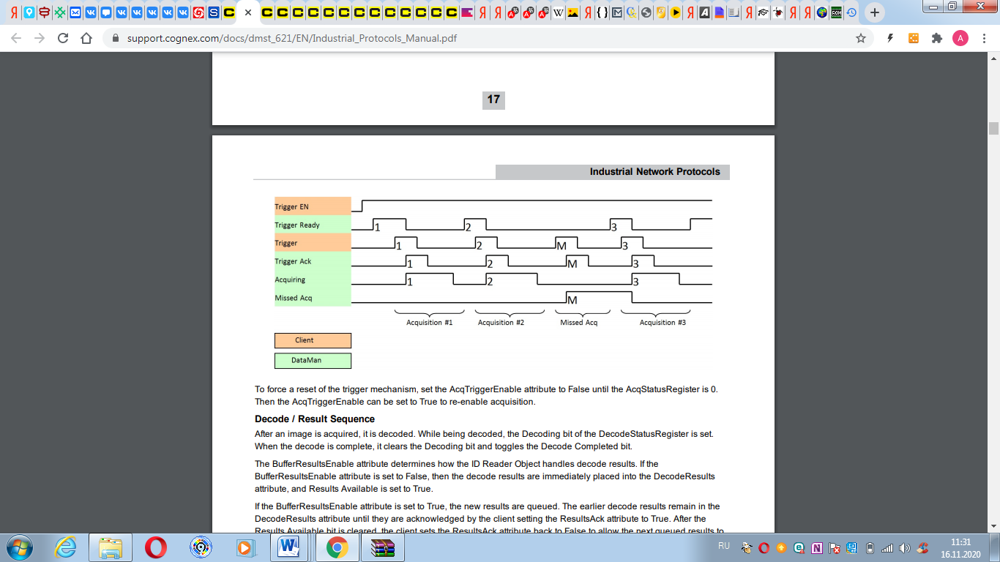 support.cognex.com/docs/dmst_621/EN/Industrial_Protocols_Manual.pdf
A
17
Industrial Network Protocols
Trigger EN
Trigger Ready
1
2
3
Trigger
1
2
M
3
Trigger Ack
1
2
M
3
Acquiring
1
2
3
Missed Acq
M
Acquisition #1
Acquisition #2
Missed Acq
Acquisition #3
Client
DataMan
To force a reset of the trigger mechanism, set the AcqTriggerEnable attribute to False until the AcqStatusRegister is 0.
Then the AcqTriggerEnable can be set to True to re-enable acquisition.
Decode / Result Sequence
After an image is acquired, it is decoded. While being decoded, the Decoding bit of the DecodeStatusRegister is set.
When the decode is complete, it clears the Decoding bit and toggles the Decode Completed bit.
The BufferResultsEnable attribute determines how the ID Reader Object handles decode results. If the
BufferResultsEnable attribute is set to False, then the decode results are immediately placed into the DecodeResults
attribute, and Results Available is set to True.
If the BufferResultsEnable attribute is set to True, the new results are queued. The earlier decode results remain in the
DecodeResults attribute until they are acknowledged by the client setting the ResultsAck attribute to True. After the
Results Available bit is cleared, the client sets the ResultsAck attribute back to False to allow the next queued results to
RU
11:31
16.11.2020